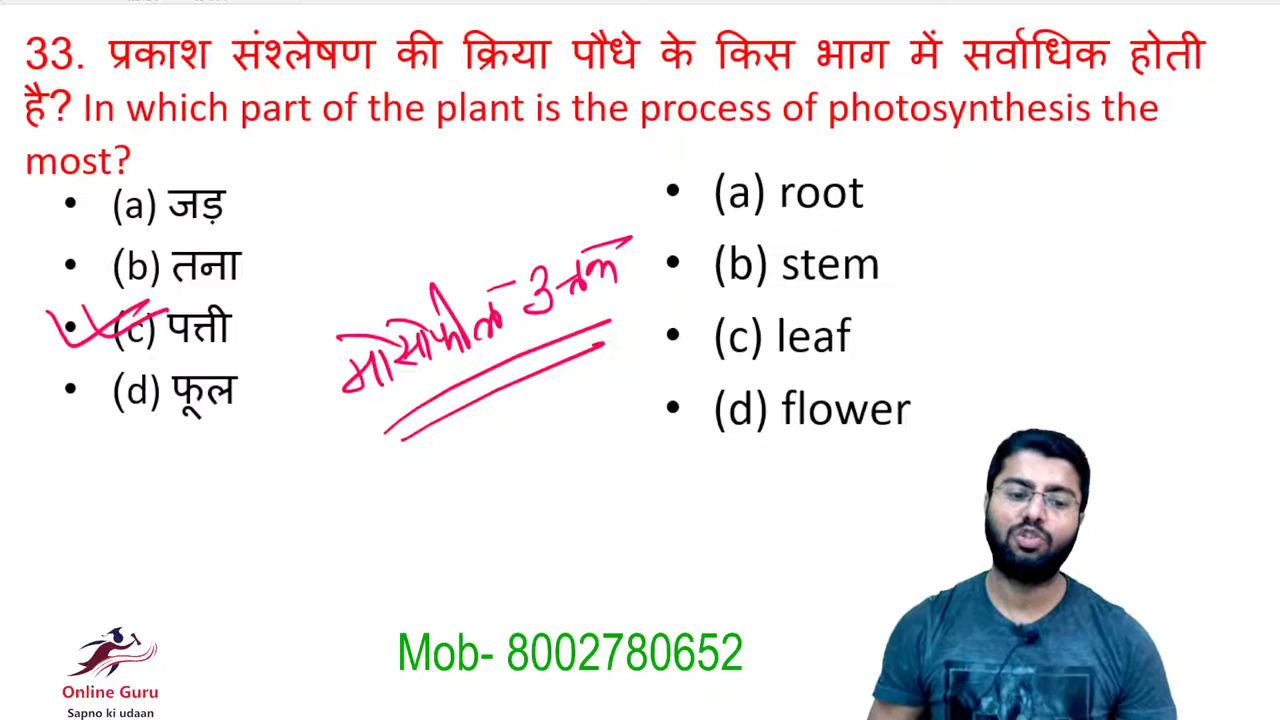 33. प्रकाश संश्लेषण की क्रिया पौधे के किस भाग में सर्वाधिक होती
है? In which part of the plant is the process of photosynthesis the
most?
• (a) जड़
• (b) तना
• (c) पत्ती
• (d) फूल
• (a) root
• (b) stem
• (c) leaf
• (d) flower
Mob- 8002780652
Online Guru
Sapno ki udaan